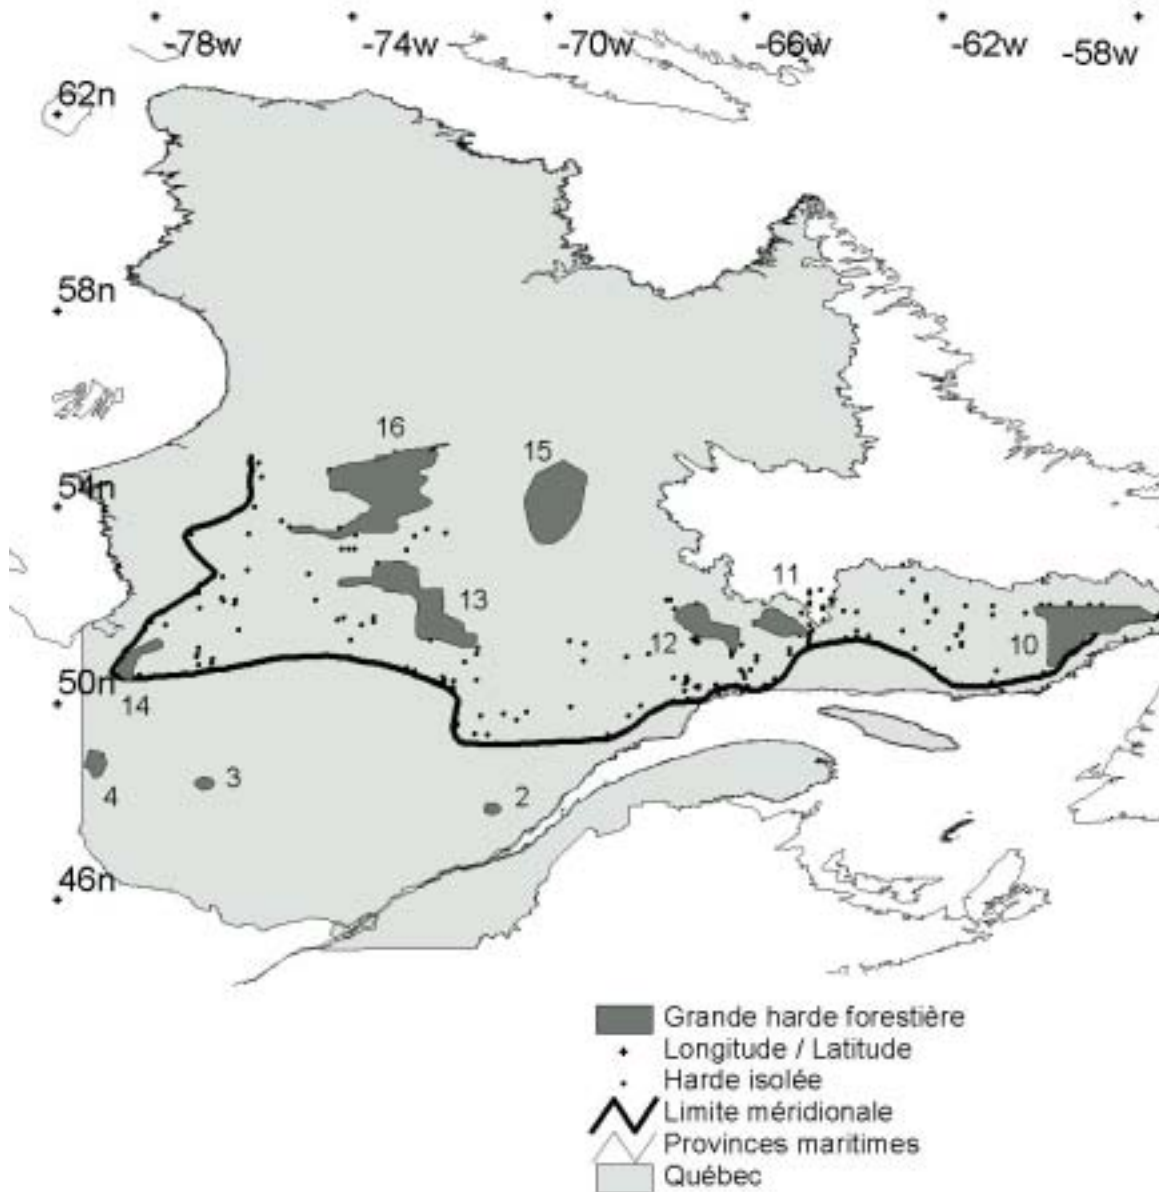 -78w -74w -70w -66w -62w -58w
62n
58n
16
15
54n
11
13
12
10
50n
14
4
3
2
46n
Grande harde forestière
Longitude / Latitude
Harde isolée
Limite méridionale
Provinces maritimes
Québec